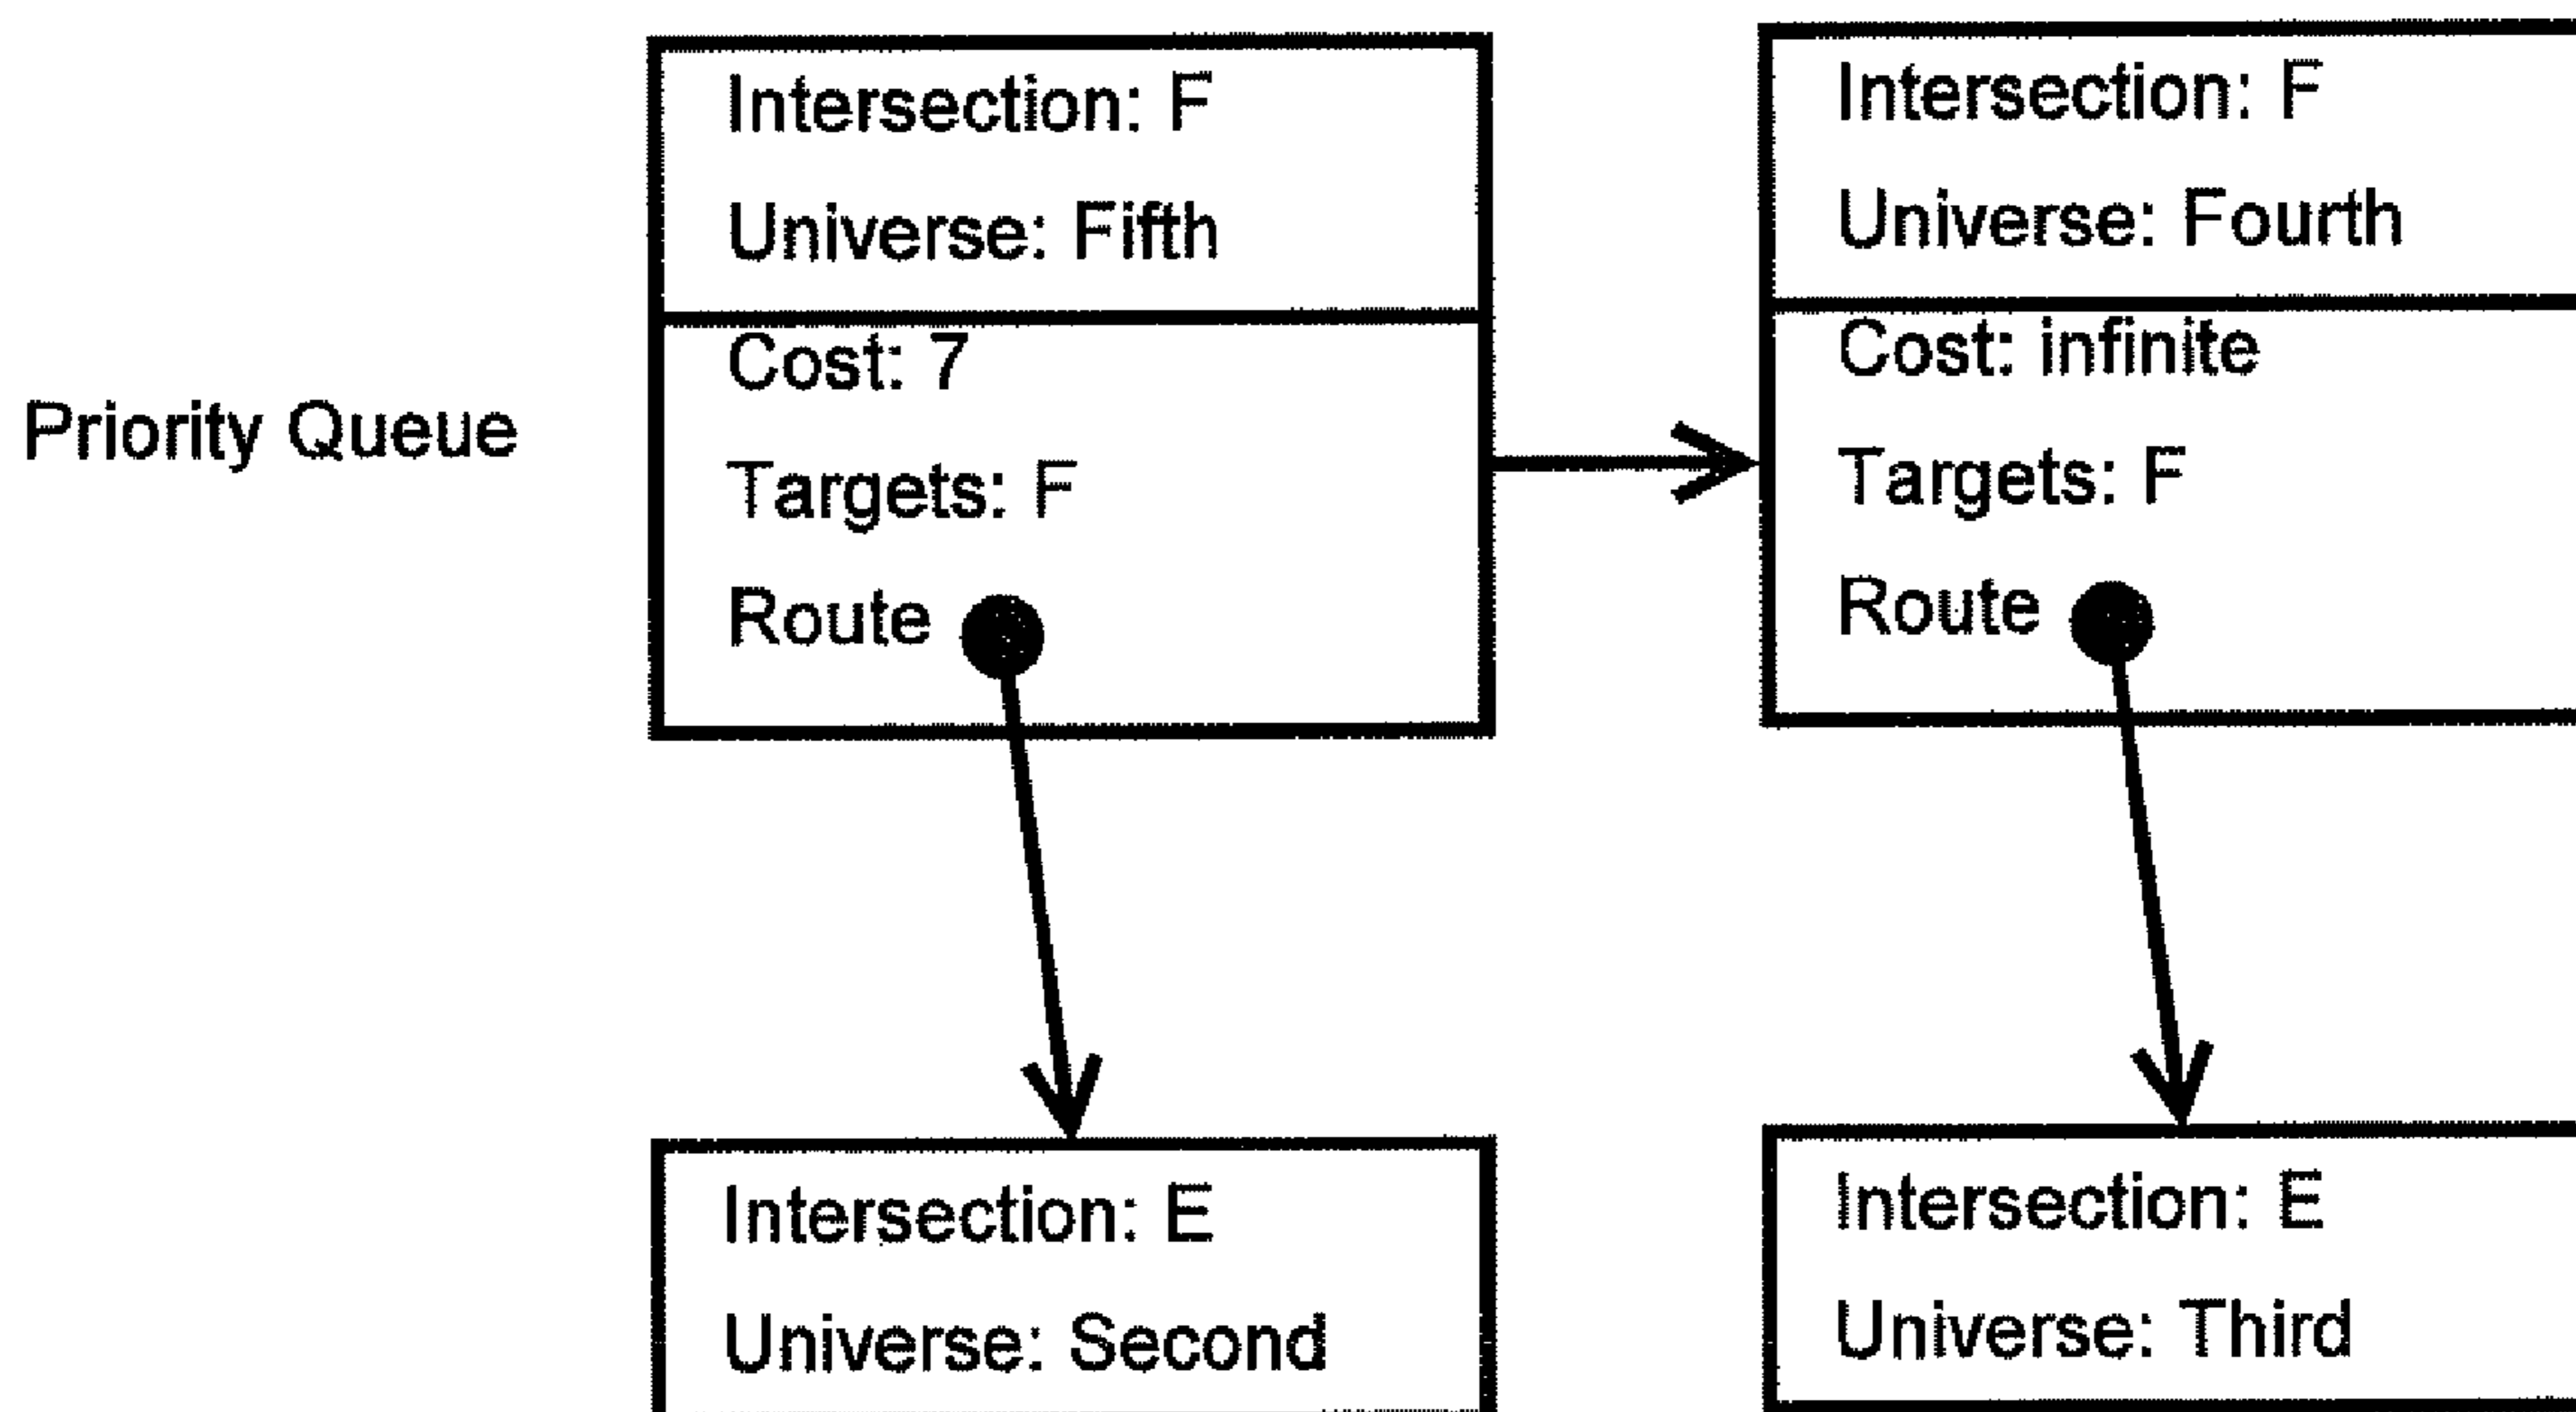 Priority Queue
Intersection: F
Universe: Fifth
Cost: 7
Targets: F
Route
Intersection: F
Universe: Fourth
Cost: infinite
Targets: F
Route
Intersection: E
Universe: Second
Intersection: E
Universe: Third